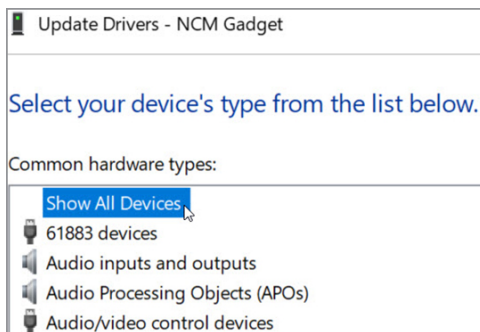 Update Drivers - NCM Gadget
Select your device's type from the list below.
Common hardware types:
Show All Devices
61883 devices
Audio inputs and outputs
Audio Processing Objects (APOs)
Audio/video control devices